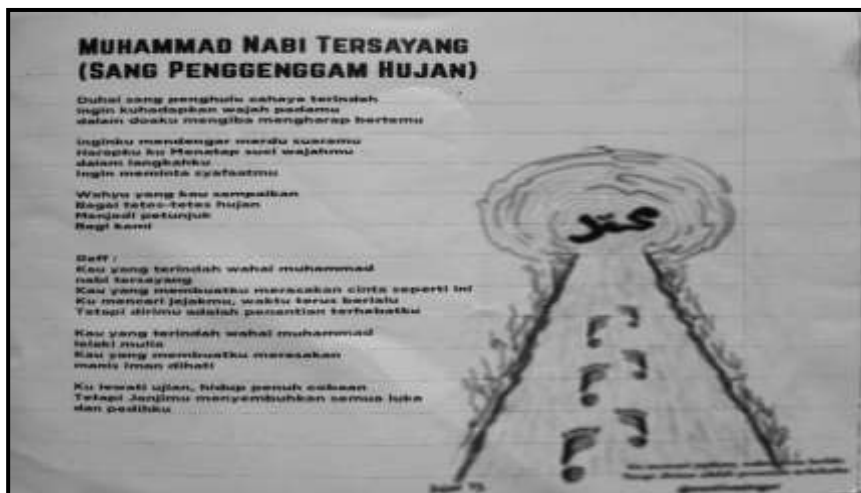 MUHAMMAD NABI TERSAYANG
(SANG PENGGENGGAM HUJAN)
Duhai sang penghulu cahaya terindah
ingin kuhadapkan wajah padamu
dalam doaku mengiba mengharap bertemu
inginku mendengar merdu suaramu
Harapku ku Menatap suci wajahmu
dalam langkahku
ingin meminta syafaatmu
Wahyu yang kau sampaikan
Bagai tetes-tetes hujan
Menjadi petunjuk
Bagi kami
Reff :
Kau yang terindah wahai muhammad
nabi tersayang
Kau yang membuatku merasakan cinta seperti ini
Ku mencari jejakmu, waktu terus berlalu
Tetapi dirimu adalah penantian terhebatku
Kau yang terindah wahai muhammad
lelaki mulia
Kau yang membuatku merasakan
manis iman dihati
Ku lewati ujian, hidup penuh cobaan
Tetapi Janjimu menyembuhkan semua luka
dan pedihku
محمد